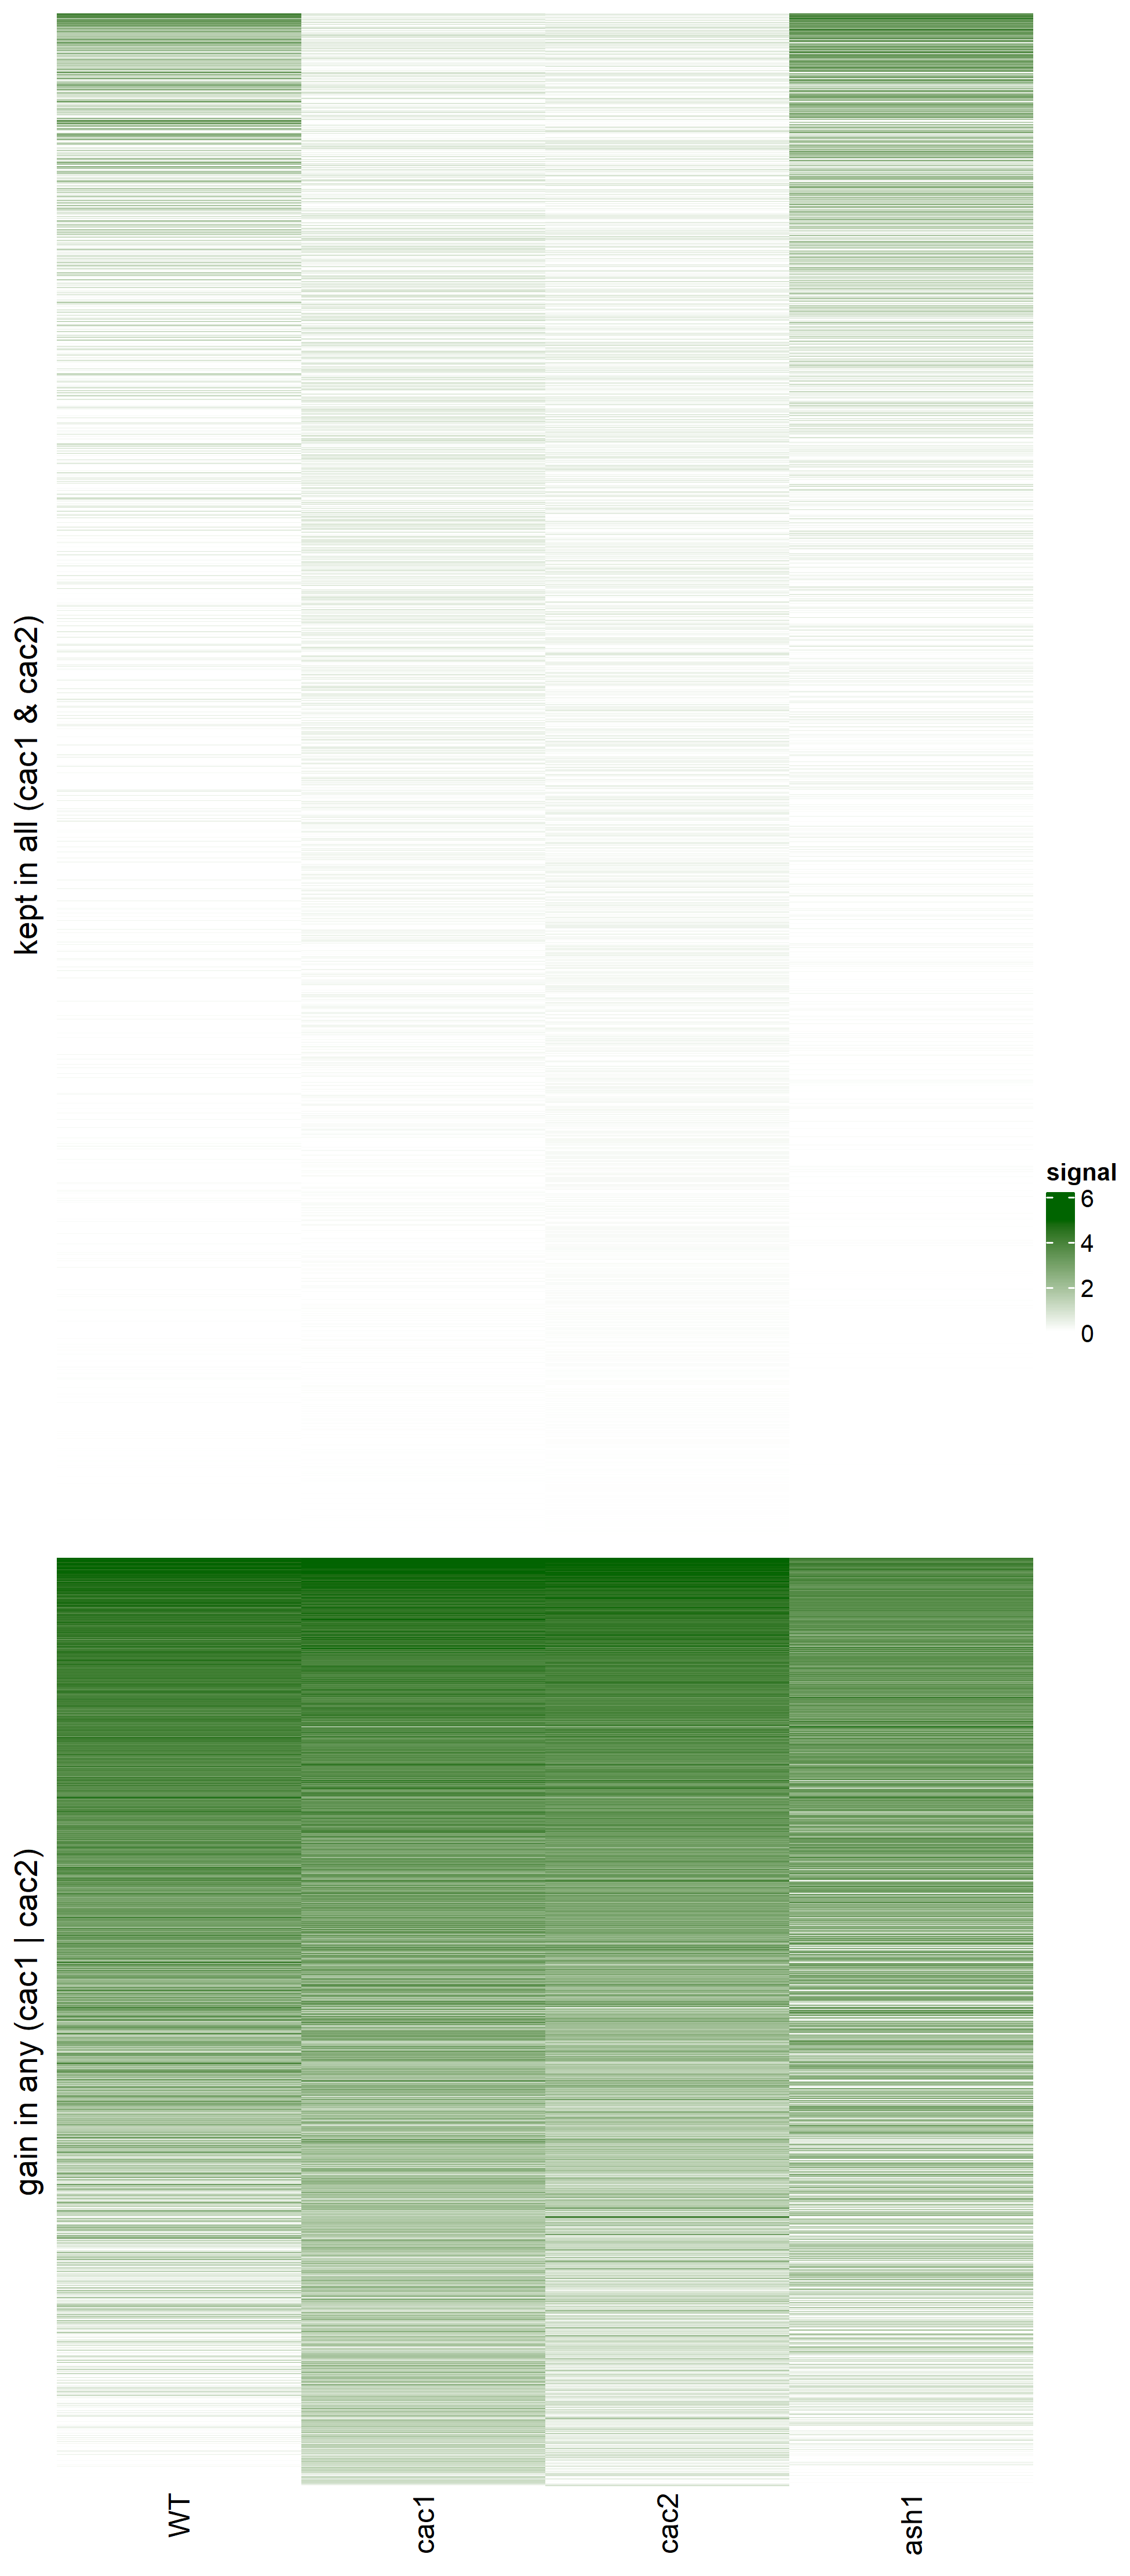 kept in all (cac1 & cac2)
signal
6
4
2
0
gain in any (cac1 | cac2)
WT
cac1
cac2
ash1